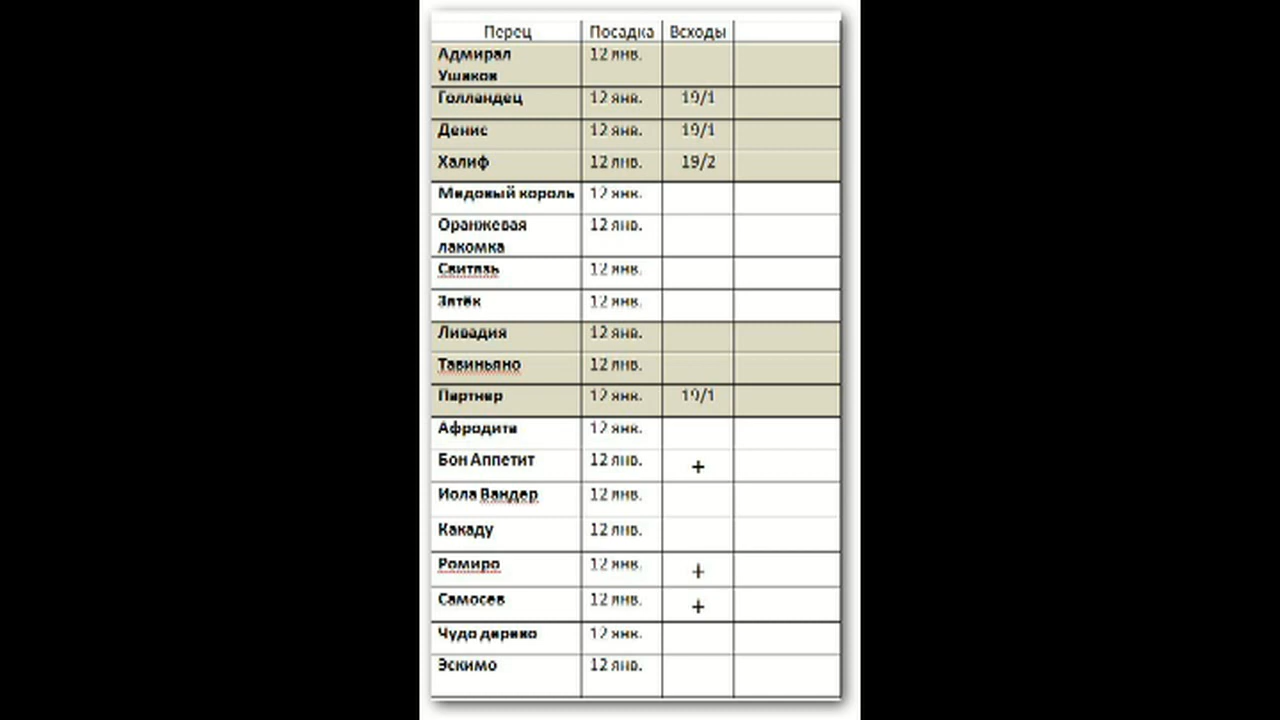 Перец Посадка Всходы
Адмирал 12 янв.
Ушаков
Голландец 12 янв. 19/1
Денис 12 янв. 19/1
Халиф 12 янв. 19/2
Медовый король 12 янв.
Оранжевая 12 янв.
лакомка
Свитязь 12 янв.
Зятёк 12 янв.
Ливадия 12 янв.
Тавиньяно 12 янв.
Партнер 12 янв. 19/1
Афродита 12 янв.
Бон Аппетит 12 янв. +
Иола Вандер 12 янв.
Какаду 12 янв.
Ромиро 12 янв. +
Самосев 12 янв. +
Чудо дерево 12 янв.
Эскимо 12 янв.